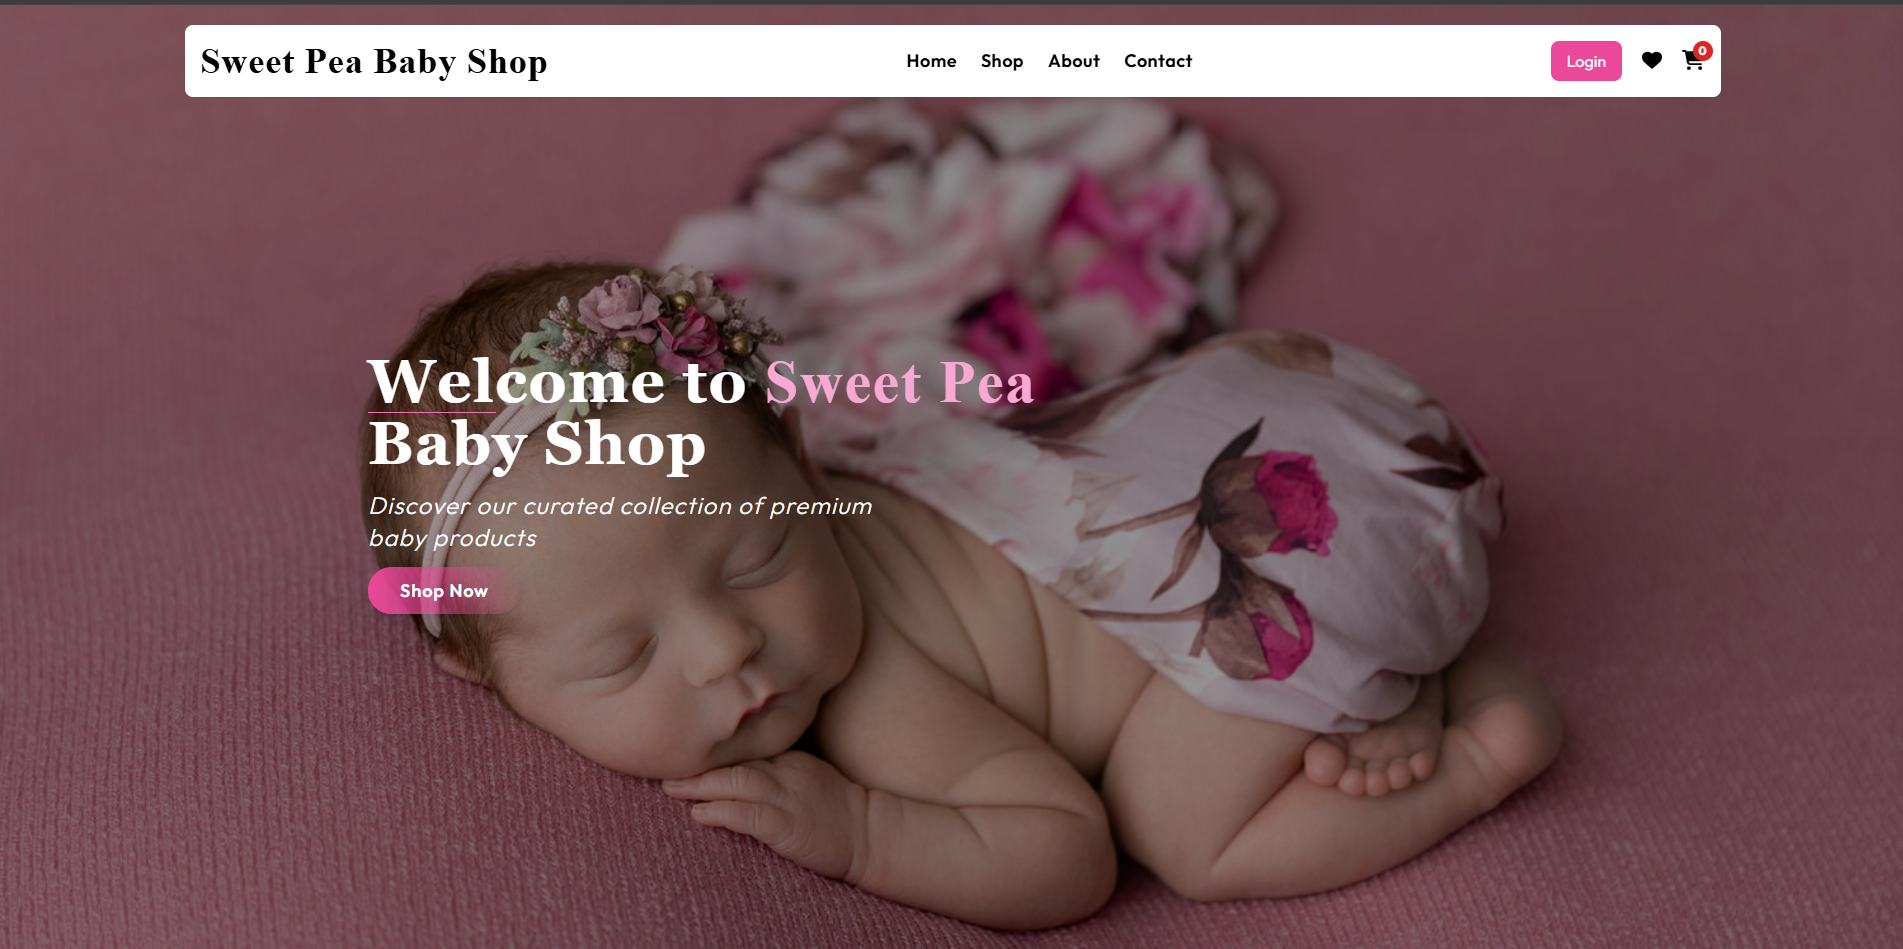 Sweet Pea Baby Shop
Home Shop About Contact
Login
0
Welcome to Sweet Pea
Baby Shop
Discover our curated collection of premium
baby products
Shop Now